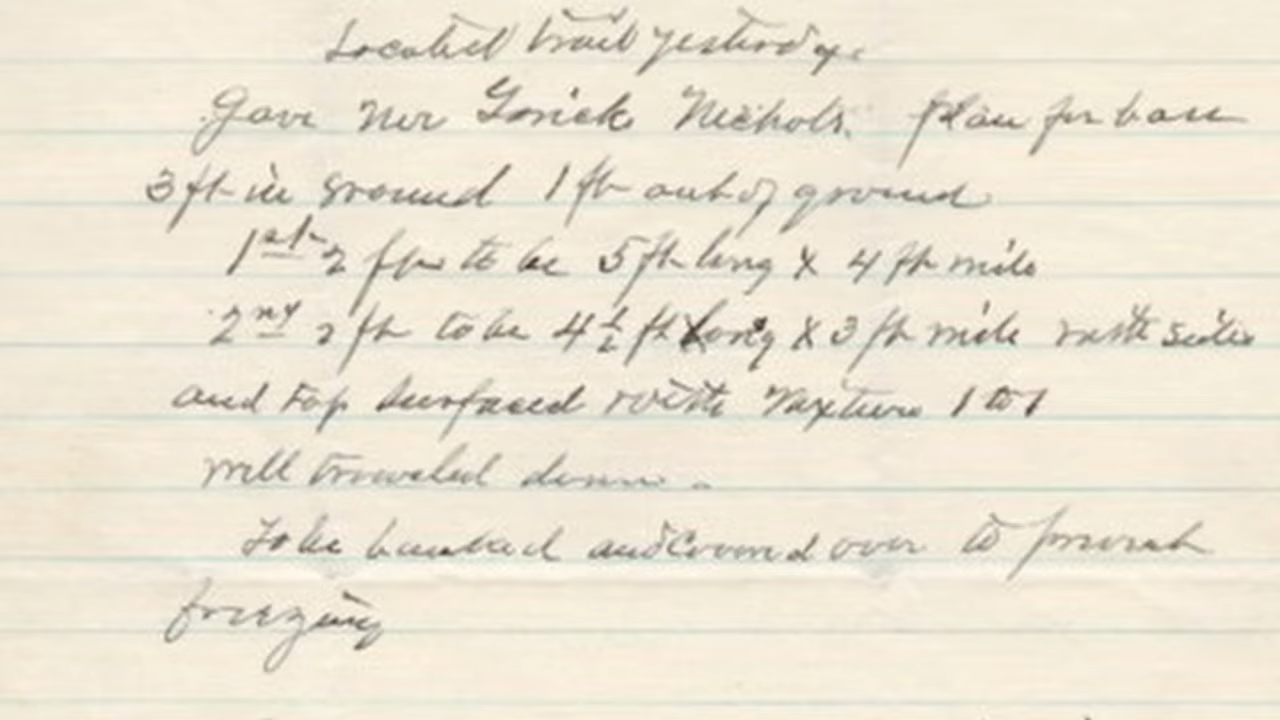 Located trail yesterday.
Gave Mr Nichols. plan for base
3 ft in ground 1 ft out of ground
1st 2 ft to be 5 ft long X 4 ft wide
2nd 2 ft to be 4½ ft long X 3 ft wide with sides
and top surfaced with mixture 1 to 1
well troweled down.
To be banked and covered over to prevent
freezing